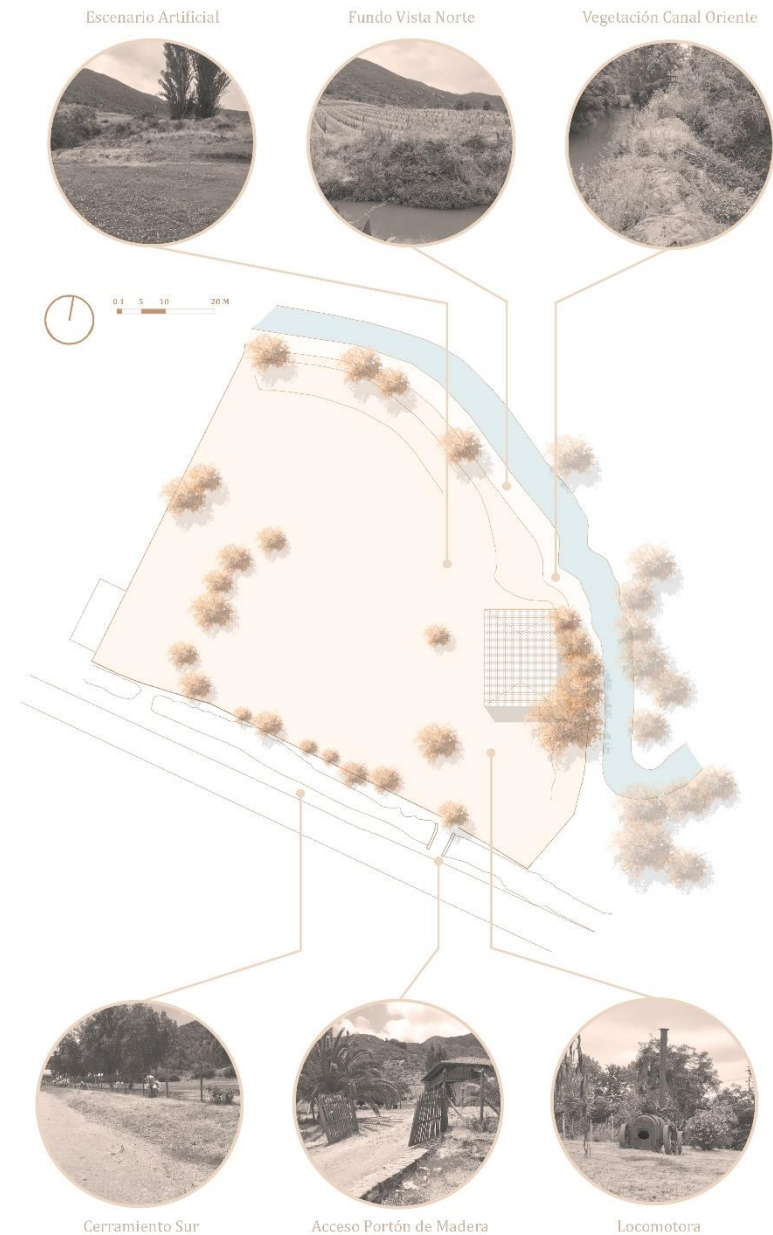 Escenario Artificial
Fundo Vista Norte
Vegetación Canal Oriente
0 1 5 10 20 M
Cerramiento Sur
Acceso Portón de Madera
Locomotora